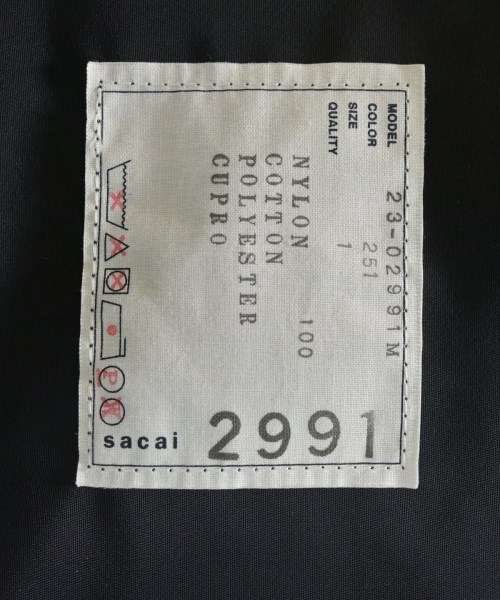 MODEL 23-02991M
COLOR 251
SIZE 1
QUALITY
NYLON 100
COTTON
POLYESTER
CUPRO
P W
sacai 2991